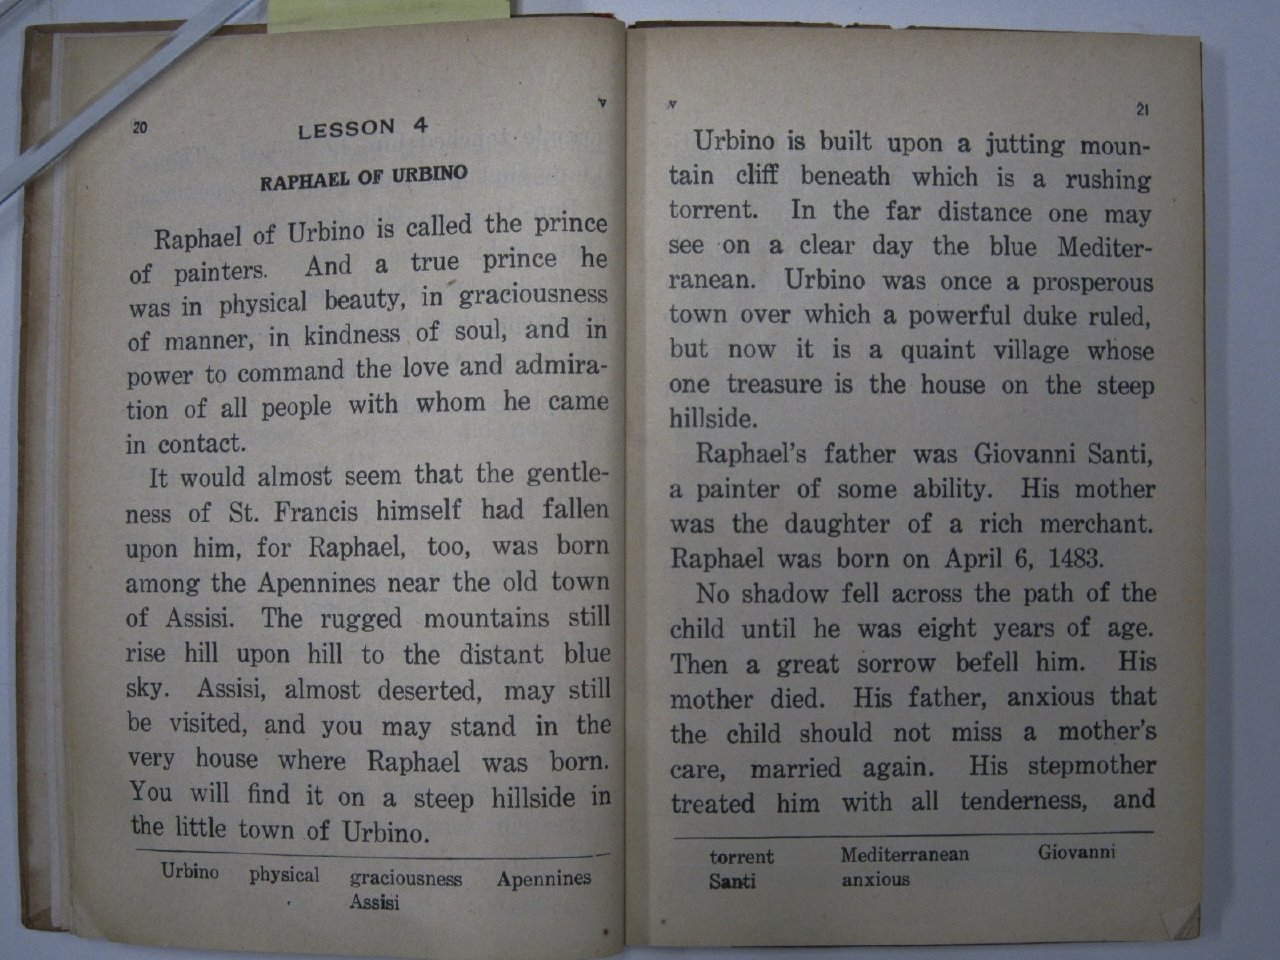 20
v
LESSON 4
RAPHAEL OF URBINO
Raphael of Urbino is called the prince
of painters. And a true prince he
was in physical beauty, in graciousness
of manner, in kindness of soul, and in
power to command the love and admira-
tion of all people with whom he came
in contact.
It would almost seem that the gentle-
ness of St. Francis himself had fallen
upon him, for Raphael, too, was born
among the Apennines near the old town
of Assisi. The rugged mountains still
rise hill upon hill to the distant blue
sky. Assisi, almost deserted, may still
be visited, and you may stand in the
very house where Raphael was born.
You will find it on a steep hillside in
the little town of Urbino.
Urbino physical graciousness Apennines
Assisi
v
21
Urbino is built upon a jutting moun-
tain cliff beneath which is a rushing
torrent. In the far distance one may
see on a clear day the blue Mediter-
ranean. Urbino was once a prosperous
town over which a powerful duke ruled,
but now it is a quaint village whose
one treasure is the house on the steep
hillside.
Raphael's father was Giovanni Santi,
a painter of some ability. His mother
was the daughter of a rich merchant.
Raphael was born on April 6, 1483.
No shadow fell across the path of the
child until he was eight years of age.
Then a great sorrow befell him. His
mother died. His father, anxious that
the child should not miss a mother's
care, married again. His stepmother
treated him with all tenderness, and
torrent Mediterranean Giovanni
Santi anxious